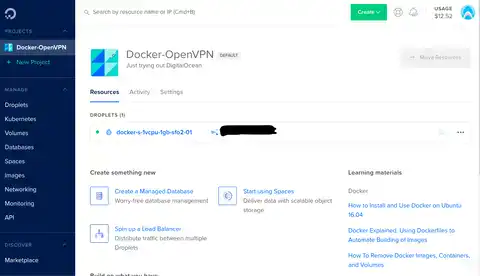 Search by resource name or IP (Cmd+B)
Create
USAGE
$12.52
PROJECTS
Docker-OpenVPN
+ New Project
MANAGE
Droplets
Kubernetes
Volumes
Databases
Spaces
Images
Networking
Monitoring
API
DISCOVER
Marketplace
Docker-OpenVPN DEFAULT
Just trying out DigitalOcean
Move Resources
Resources Activity Settings
DROPLETS (1)
docker-s-1vcpu-1gb-sfo2-01
Create something new
Create a Managed Database
Worry-free database management
Start using Spaces
Deliver data with scalable object
storage
Spin up a Load Balancer
Distribute traffic between multiple
Droplets
Build on what you have
Learning materials
Docker
How to Install and Use Docker on Ubuntu
16.04
Docker Explained: Using Dockerfiles to
Automate Building of Images
How To Remove Docker Images, Containers,
and Volumes